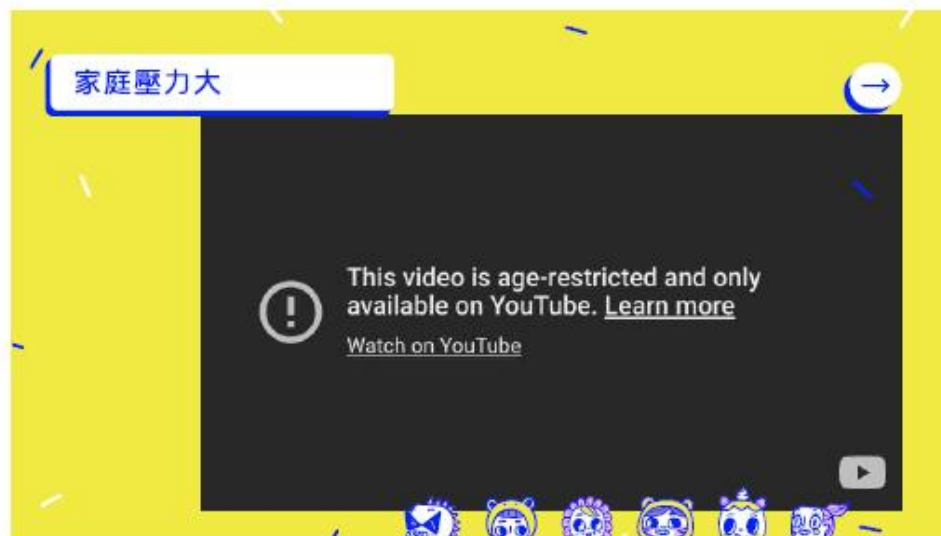 家庭壓力大
→
This video is age-restricted and only
available on YouTube. Learn more
Watch on YouTube